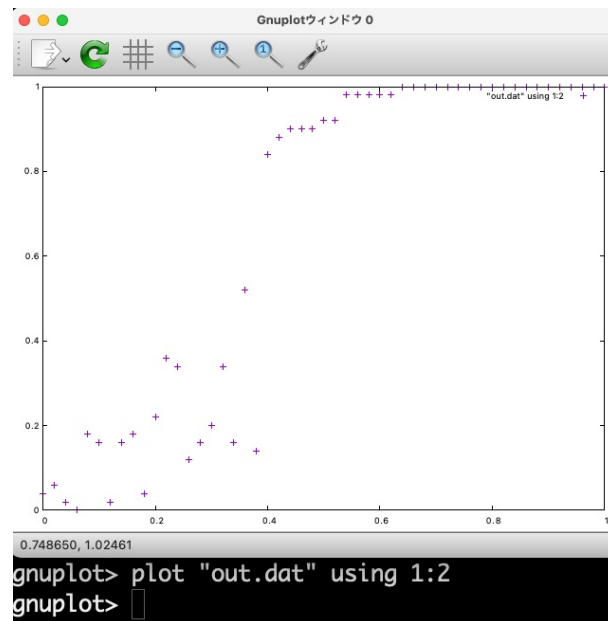 Gnuplotウィンドウ 0
1
"out.dat" using 1:2
0.8
0.6
0.4
0.2
0
0 0.2 0.4 0.6 0.8 1
0.748650, 1.02461
gnuplot> plot "out.dat" using 1:2
gnuplot>